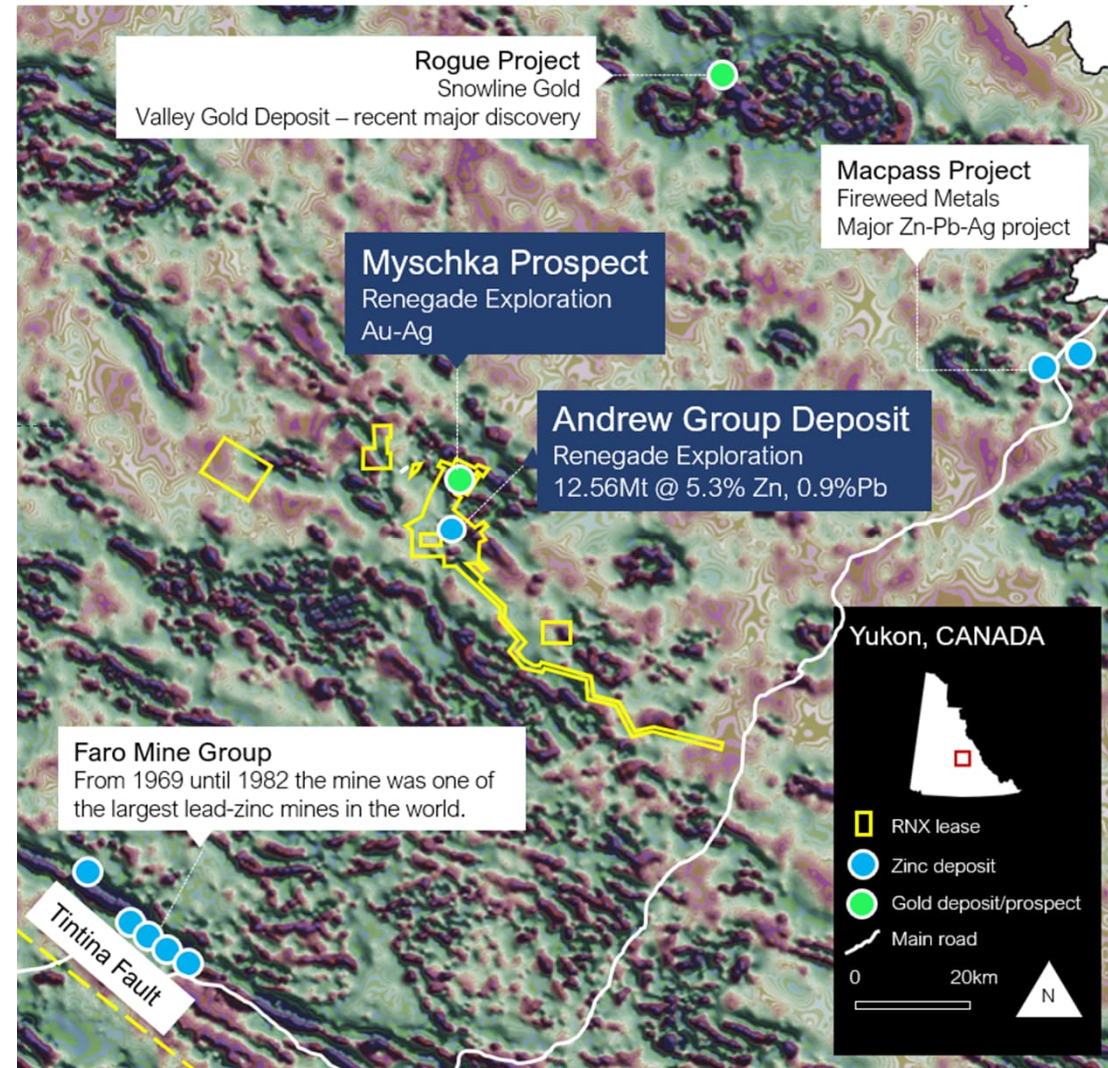 Rogue Project
Snowline Gold
Valley Gold Deposit – recent major discovery
Macpass Project
Fireweed Metals
Major Zn-Pb-Ag project
Myschka Prospect
Renegade Exploration
Au-Ag
Andrew Group Deposit
Renegade Exploration
12.56Mt @ 5.3% Zn, 0.9%Pb
Faro Mine Group
From 1969 until 1982 the mine was one of
the largest lead-zinc mines in the world.
Tintina Fault
Yukon, CANADA
RNX lease
Zinc deposit
Gold deposit/prospect
Main road
0 20km
N